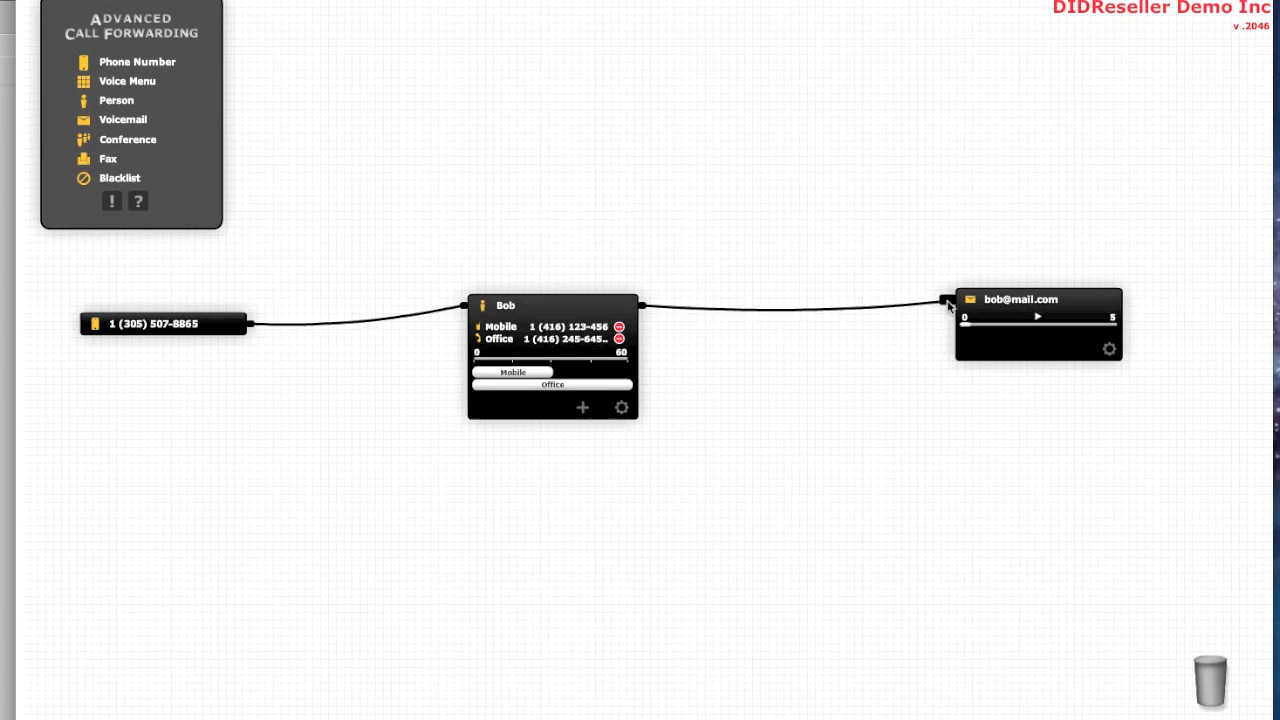 DIDReseller Demo Inc
v .2046
ADVANCED
CALL FORWARDING
Phone Number
Voice Menu
Person
Voicemail
Conference
Fax
Blacklist
! ?
1 (305) 507-8865
Bob
Mobile 1 (416) 123-456
Office 1 (416) 245-645..
0 60
Mobile
Office
bob@mail.com
0 5